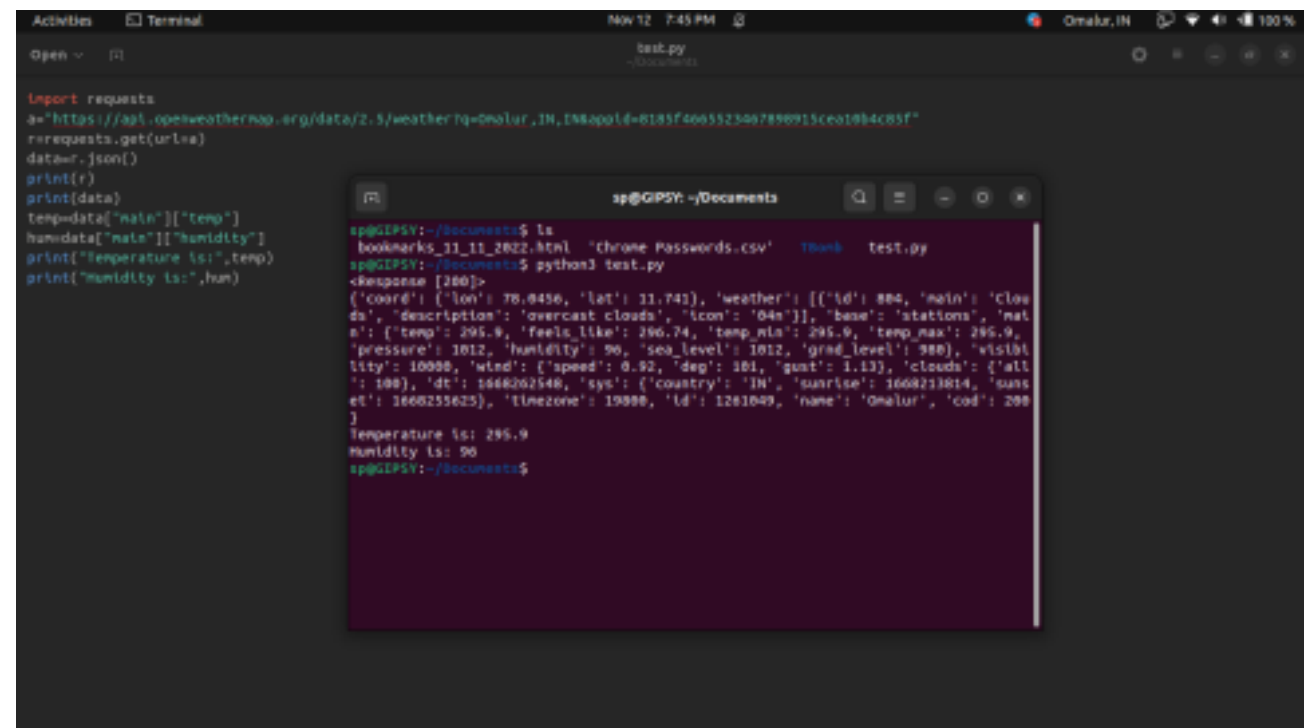 Activities Terminal Nov 12 7:45 PM Omalur, IN 100 %
Open test.py
~/Documents
import requests
a="https://api.openweathermap.org/data/2.5/weather?q=Omalur,IN,IN&appid=
r=requests.get(url=a)
data=r.json()
print(r)
print(data)
temp=data["main"]["temp"]
hum=data["main"]["humidity"]
print("Temperature is:",temp)
print("Humidity is:",hum)
sp@GIPSY: ~/Documents
sp@GIPSY:~/Documents$ ls
bookmarks_11_11_2022.html 'Chrome Passwords.csv' TBomb test.py
sp@GIPSY:~/Documents$ python3 test.py
<Response [200]>
{'coord': {'lon': 78.0456, 'lat': 11.741}, 'weather': [{'id': 804, 'main': 'Clou
ds', 'description': 'overcast clouds', 'icon': '04n'}], 'base': 'stations', 'mai
n': {'temp': 295.9, 'feels_like': 296.74, 'temp_min': 295.9, 'temp_max': 295.9,
'pressure': 1012, 'humidity': 96, 'sea_level': 1012, 'grnd_level': 980}, 'visibi
lity': 10000, 'wind': {'speed': 0.92, 'deg': 101, 'gust': 1.13}, 'clouds': {'all
': 100}, 'dt': 1668262548, 'sys': {'country': 'IN', 'sunrise': 1668213814, 'suns
et': 1668255625}, 'timezone': 19800, 'id': 1261049, 'name': 'Omalur', 'cod': 200
}
Temperature is: 295.9
Humidity is: 96
sp@GIPSY:~/Documents$